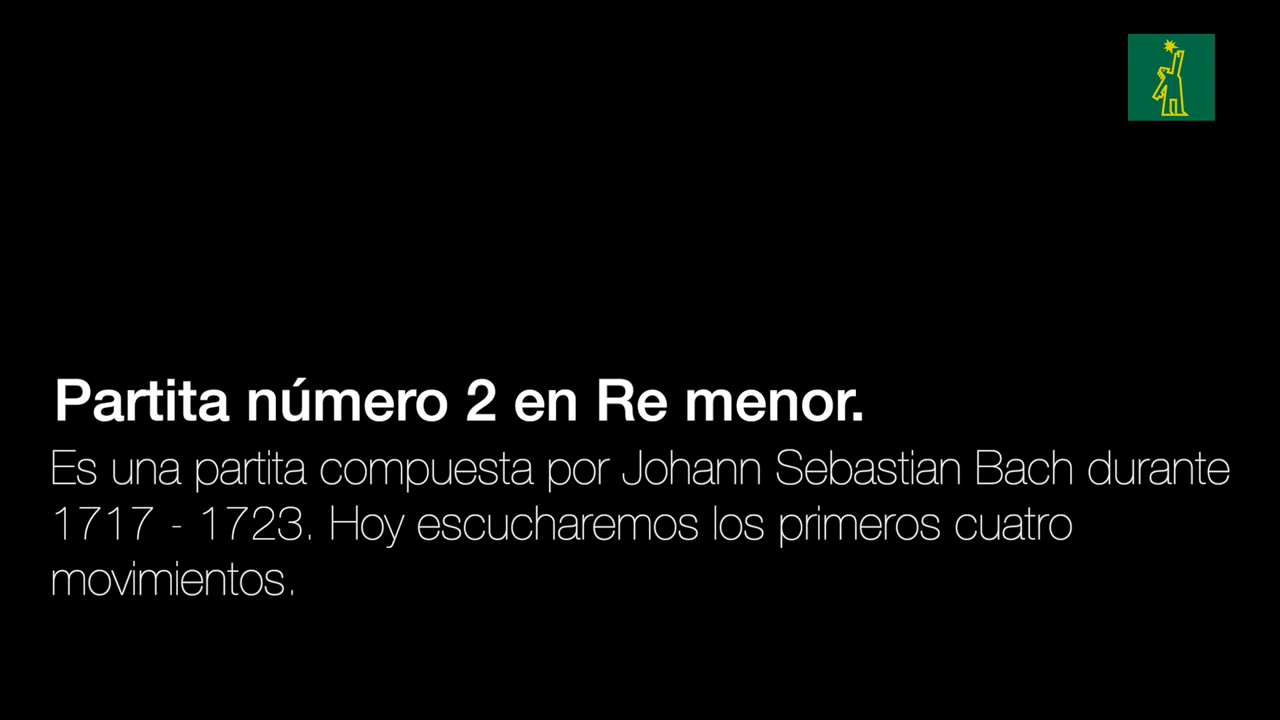 Partita número 2 en Re menor.
Es una partita compuesta por Johann Sebastian Bach durante
1717 - 1723. Hoy escucharemos los primeros cuatro
movimientos.